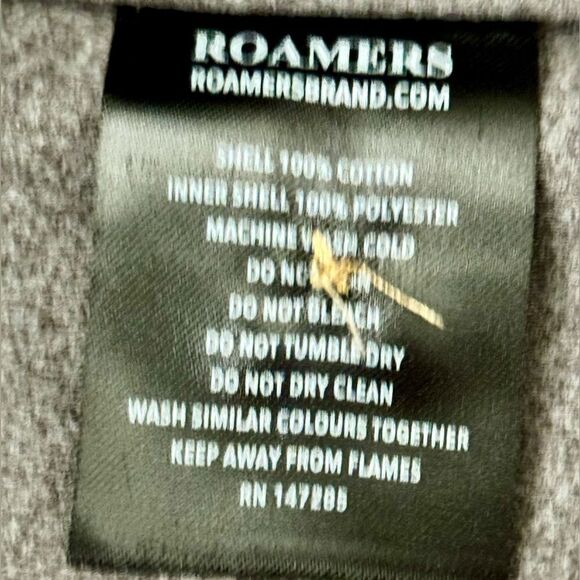 ROAMERS
ROAMERSBRAND.COM
SHELL 100% COTTON
INNER SHELL 100% POLYESTER
MACHINE WASH COLD
DO NOT
DO NOT BLEACH
DO NOT TUMBLE DRY
DO NOT DRY CLEAN
WASH SIMILAR COLOURS TOGETHER
KEEP AWAY FROM FLAMES
RN